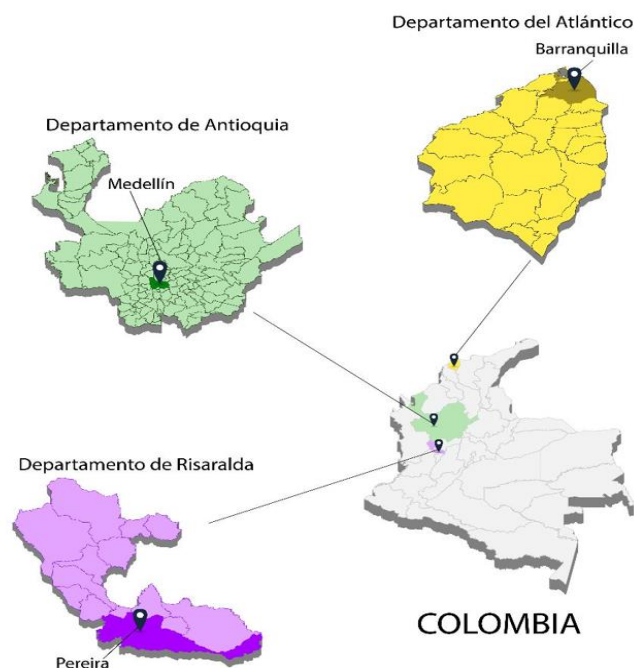 Departamento del Atlántico
Barranquilla
Departamento de Antioquia
Medellín
Departamento de Risaralda
Pereira
COLOMBIA